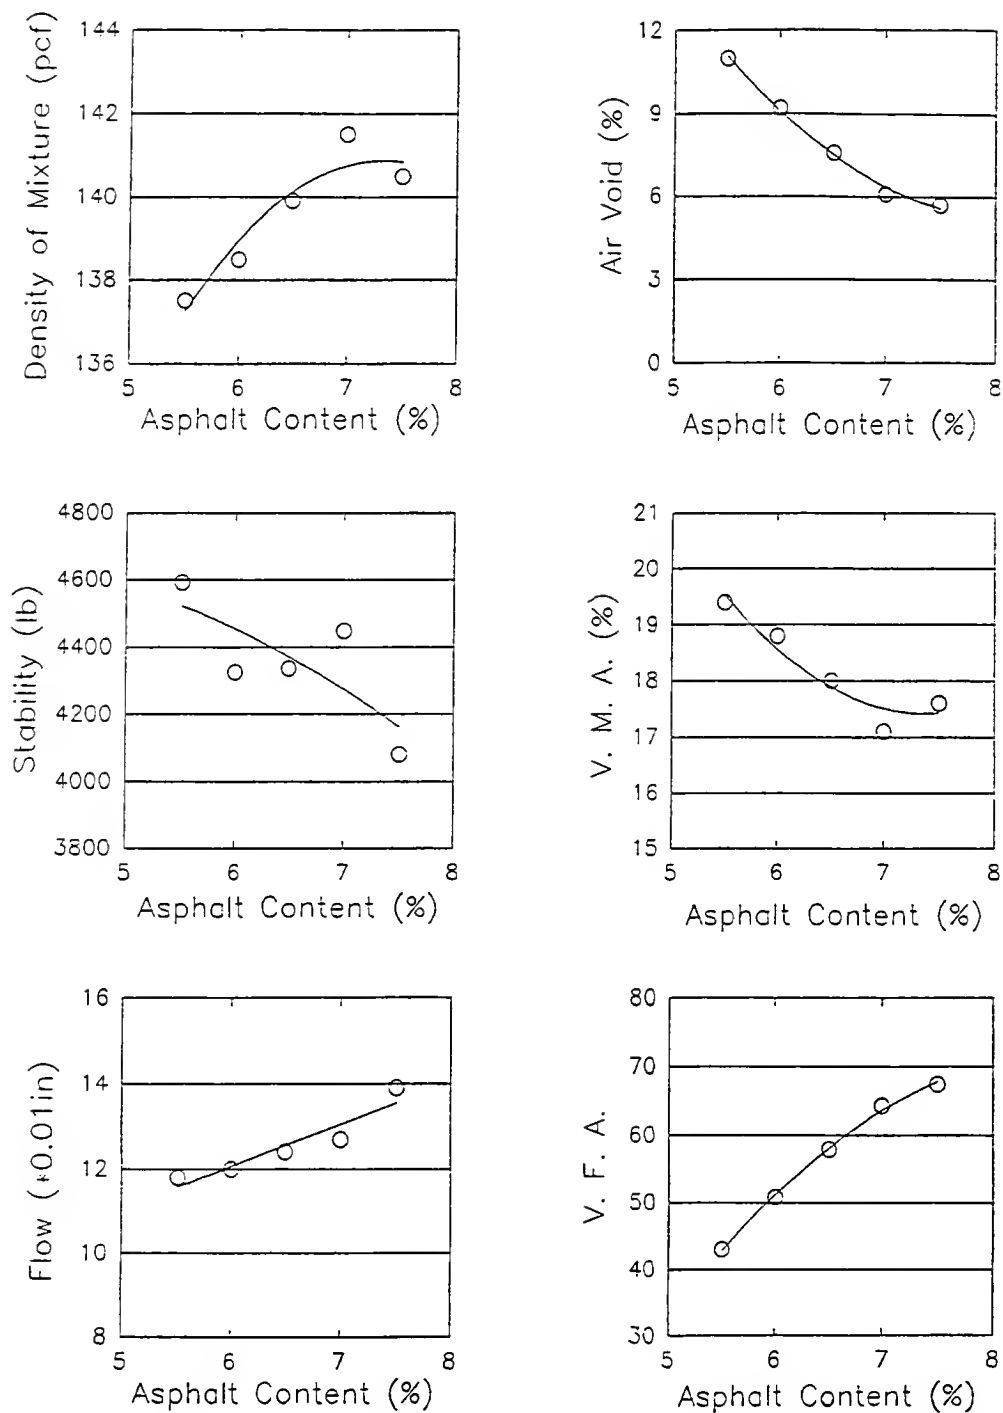 Density of Mixture (pcf)
144
142
140
138
136
5 6 7 8
Asphalt Content (%)
Air Void (%)
12
9
6
3
0
5 6 7 8
Asphalt Content (%)
Stability (lb)
4800
4600
4400
4200
4000
3800
5 6 7 8
Asphalt Content (%)
V. M. A. (%)
21
20
19
18
17
16
15
5 6 7 8
Asphalt Content (%)
Flow (*0.01in)
16
14
12
10
8
5 6 7 8
Asphalt Content (%)
V. F. A.
80
70
60
50
40
30
5 6 7 8
Asphalt Content (%)